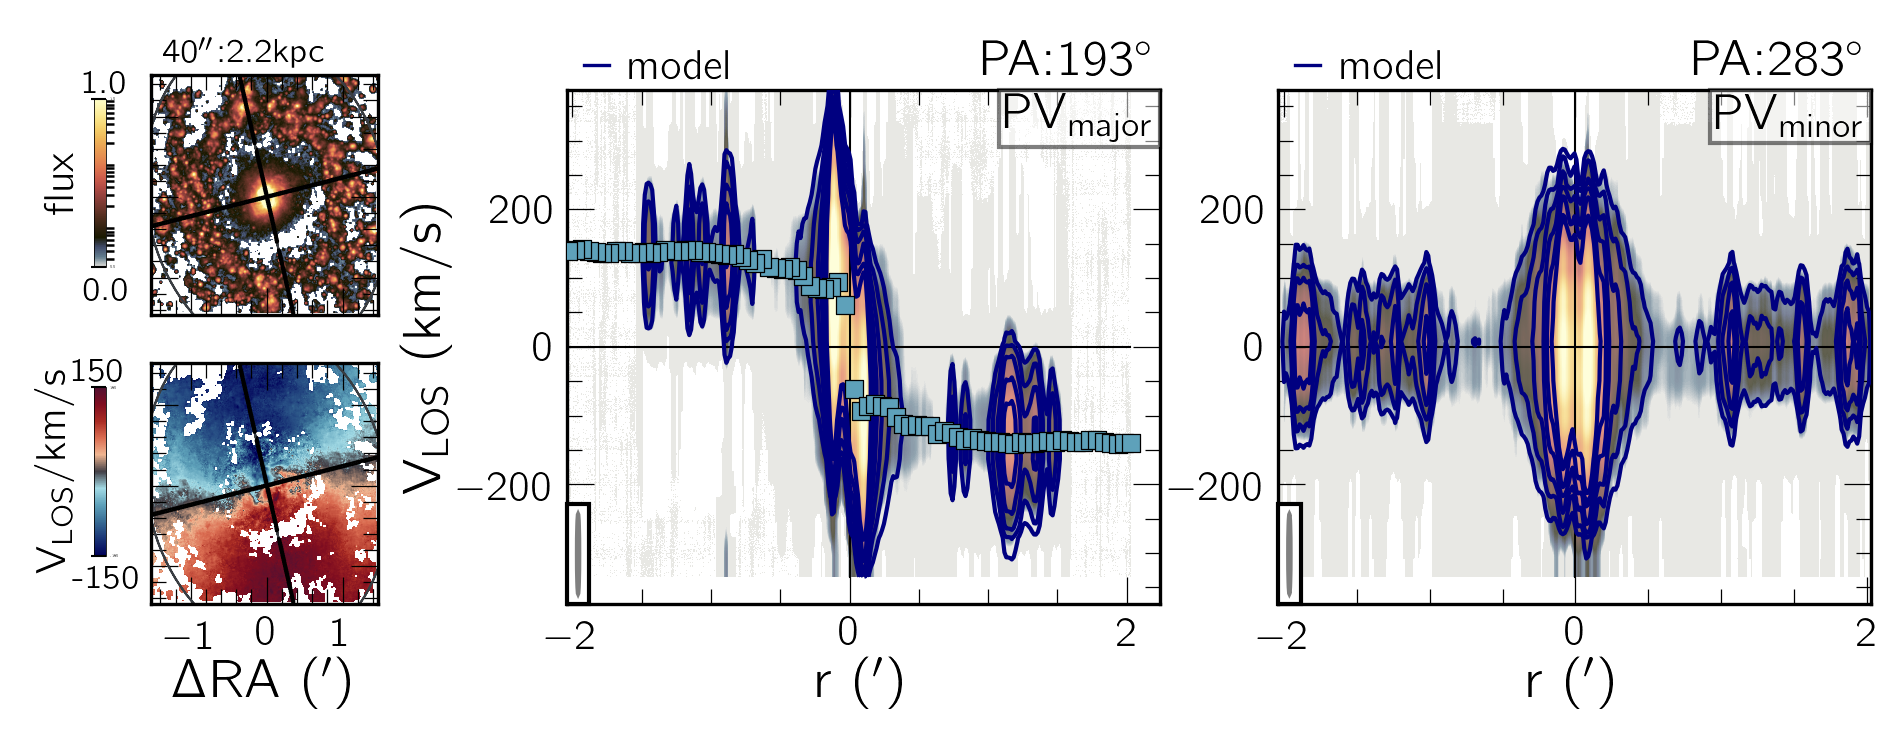 40″:2.2kpc
1.0
flux
0.0
150
V_LOS/km/s
-150
−1 0 1
ΔRA (′)
— model
PA:193°
PV_major
V_LOS (km/s)
200
0
−200
−2 0 2
r (′)
— model
PA:283°
PV_minor
200
0
−200
−2 0 2
r (′)